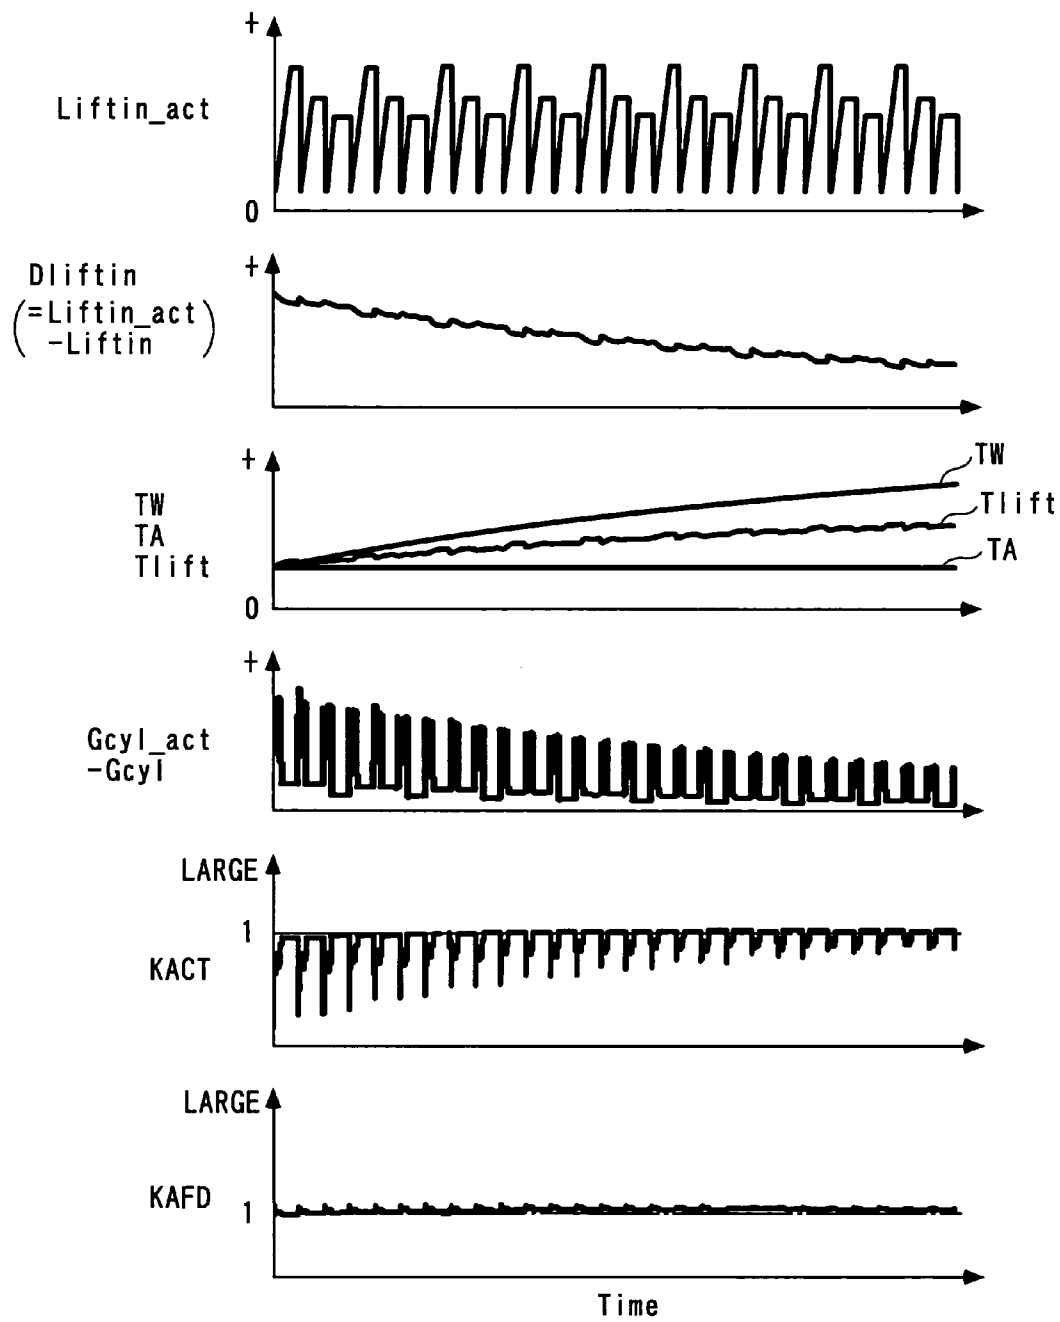 +
Liftin_act
0
+
Dliftin
(=Liftin_act
-Liftin)
+
TW
Tlift
TA
TW
TA
Tlift
0
+
Gcyl_act
-Gcyl
LARGE
1
KACT
LARGE
KAFD
1
Time